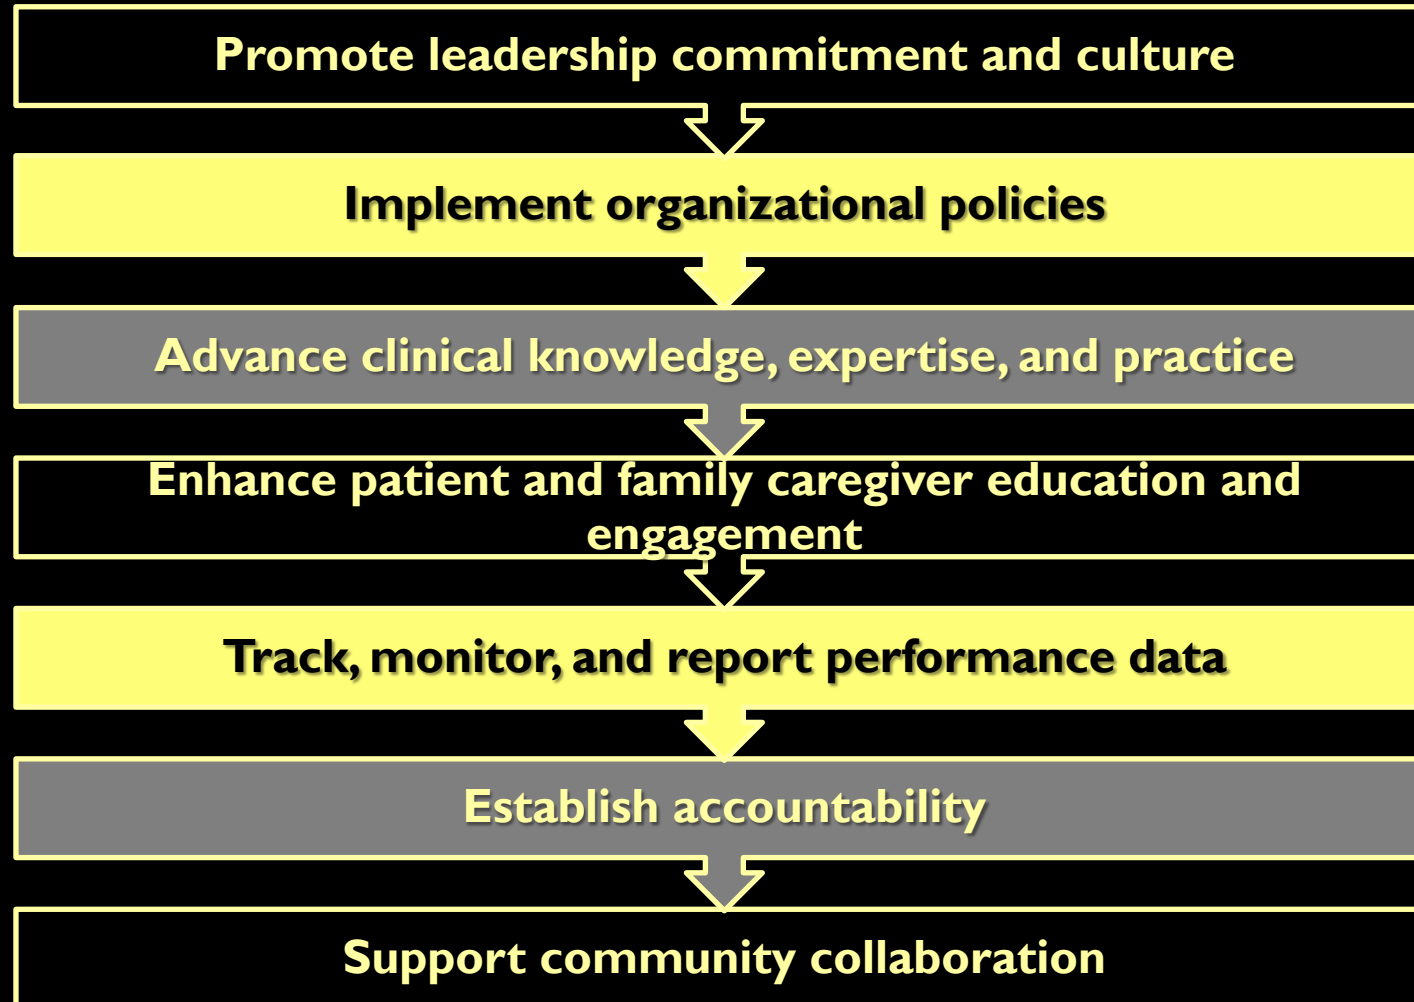 Promote leadership commitment and culture
Implement organizational policies
Advance clinical knowledge, expertise, and practice
Enhance patient and family caregiver education and
engagement
Track, monitor, and report performance data
Establish accountability
Support community collaboration